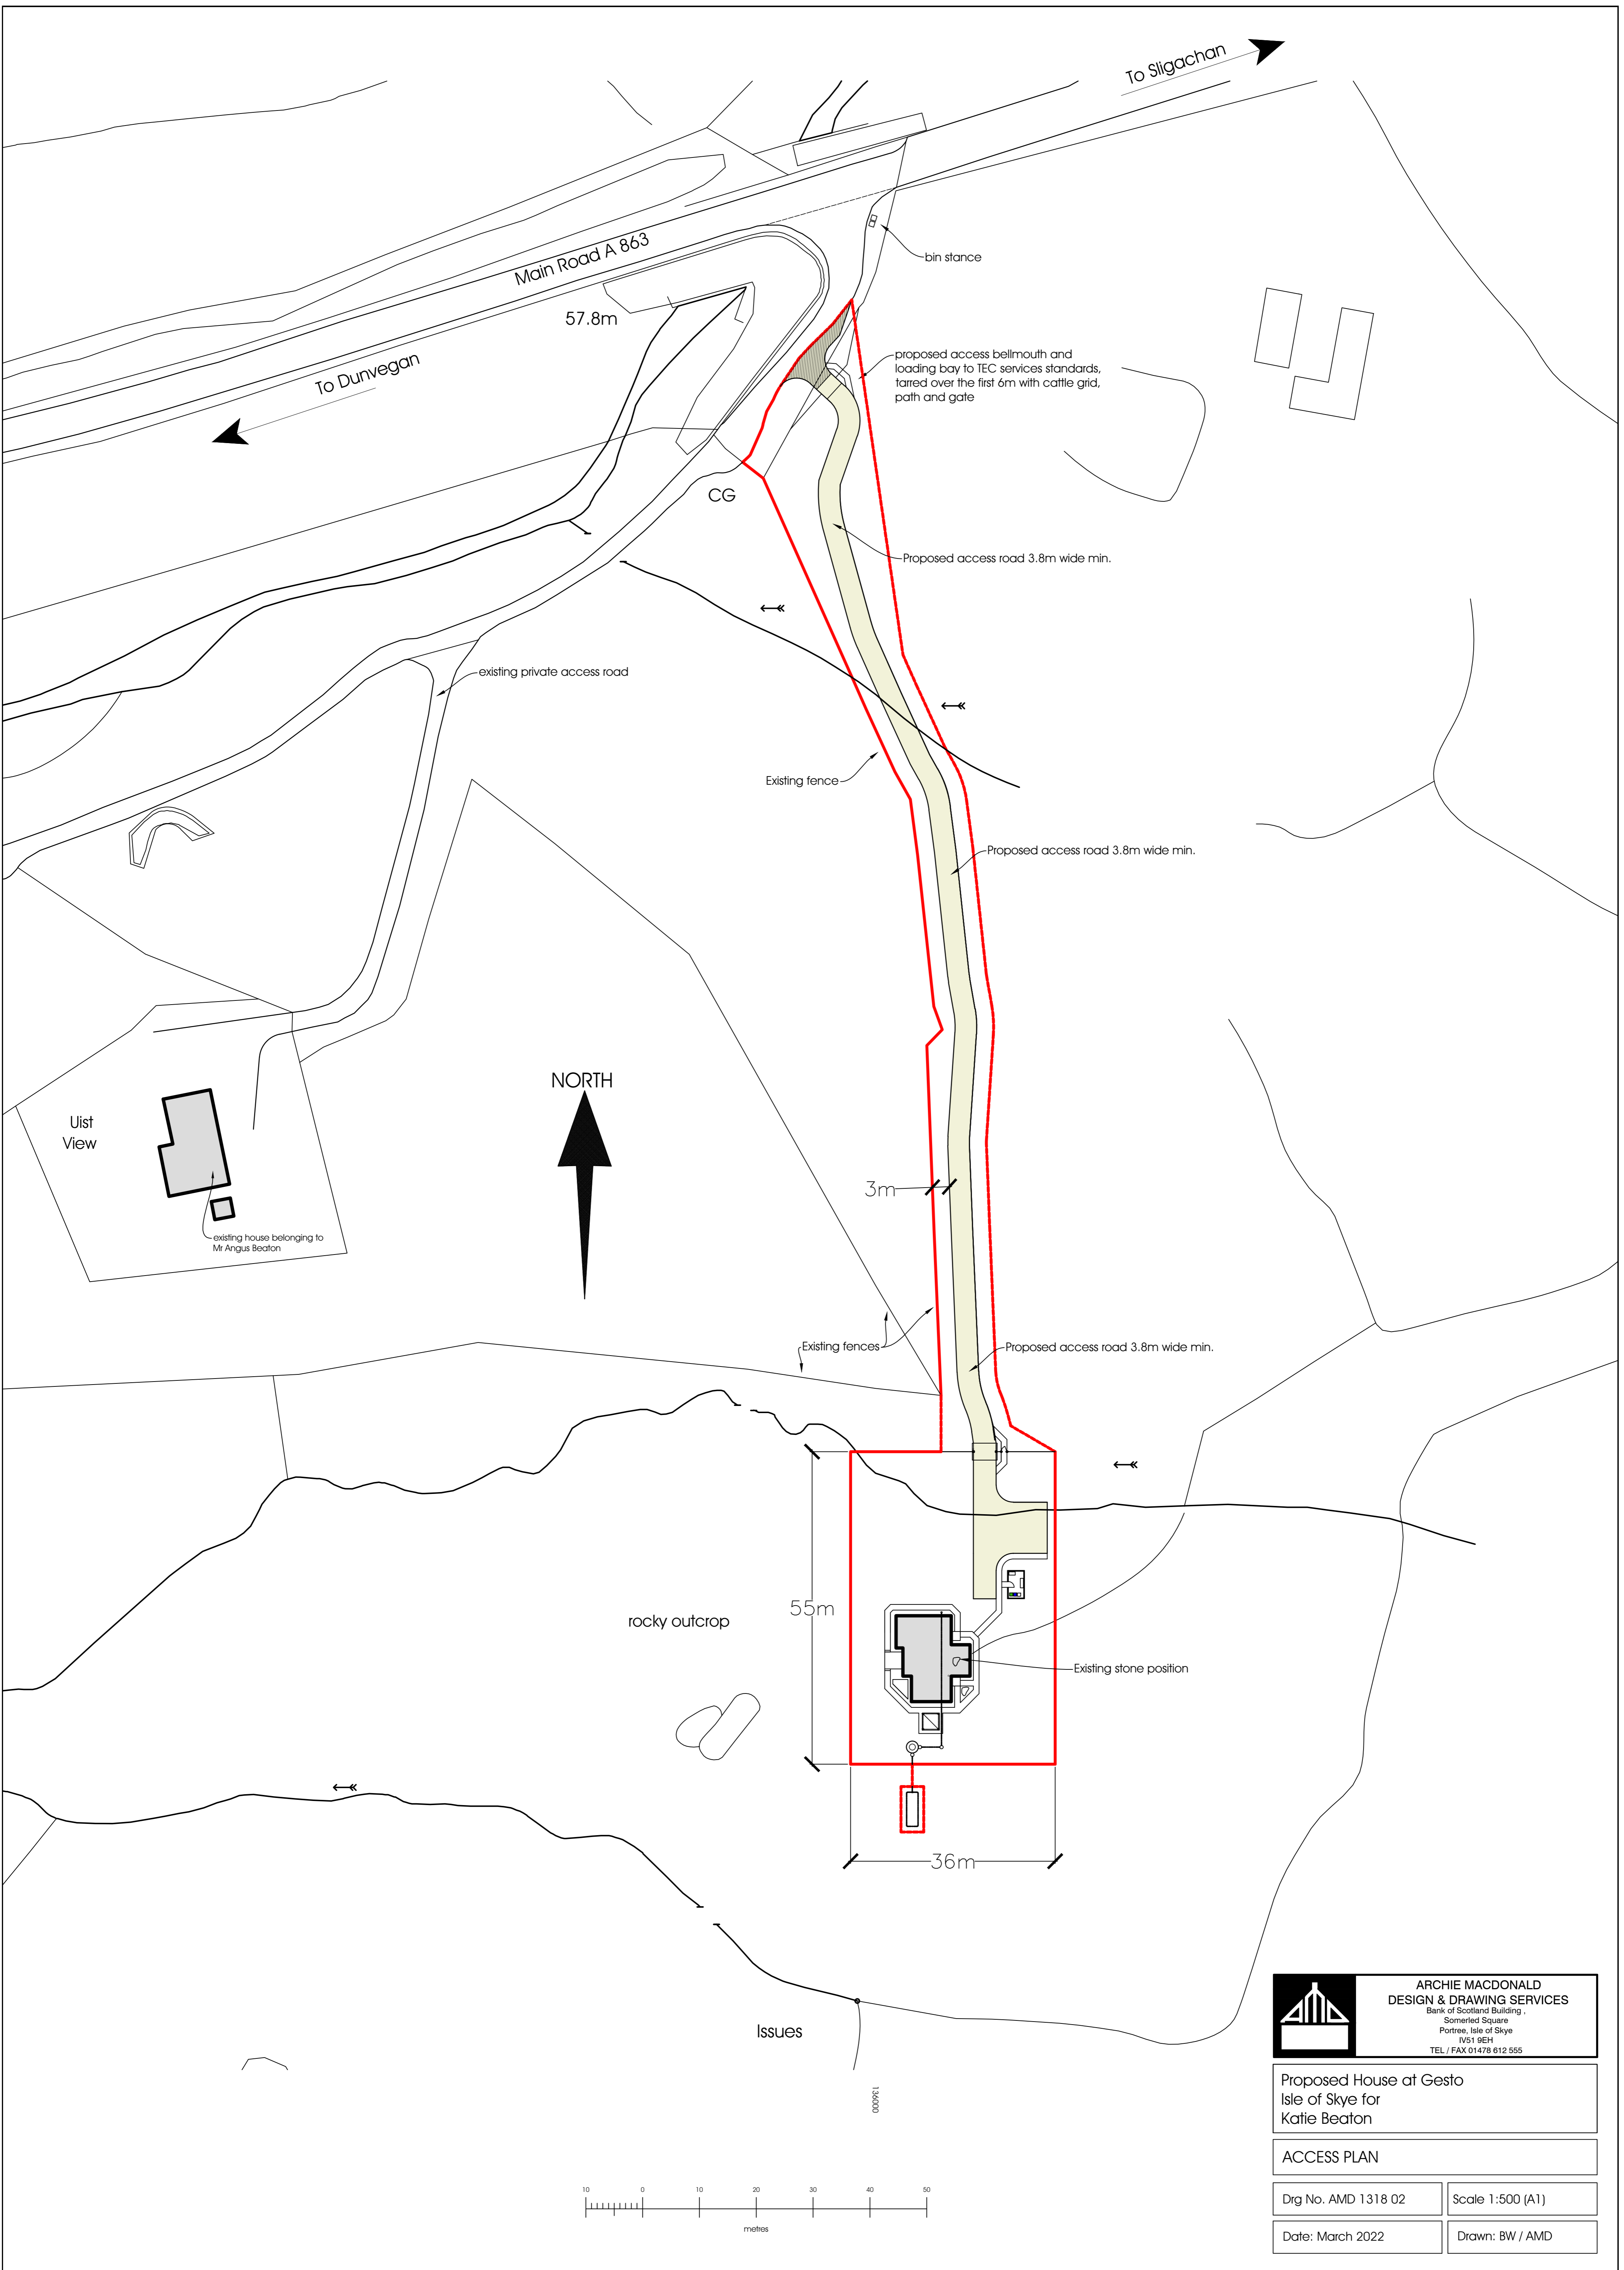 To Sligachan
Main Road A 863
bin stance
57.8m
To Dunvegan
proposed access bellmouth and
loading bay to TEC services standards,
tarred over the first 6m with cattle grid,
path and gate
CG
Proposed access road 3.8m wide min.
existing private access road
Existing fence
Proposed access road 3.8m wide min.
NORTH
Uist
View
3m
existing house belonging to
Mr Angus Beaton
Existing fences
Proposed access road 3.8m wide min.
55m
rocky outcrop
Existing stone position
36m
Issues
136000
10 0 10 20 30 40 50
metres
AMD
ARCHIE MACDONALD
DESIGN & DRAWING SERVICES
Bank of Scotland Building ,
Somerled Square
Portree, Isle of Skye
IV51 9EH
TEL / FAX 01478 612 555
Proposed House at Gesto
Isle of Skye for
Katie Beaton
ACCESS PLAN
Drg No. AMD 1318 02
Scale 1:500 (A1)
Date: March 2022
Drawn: BW / AMD